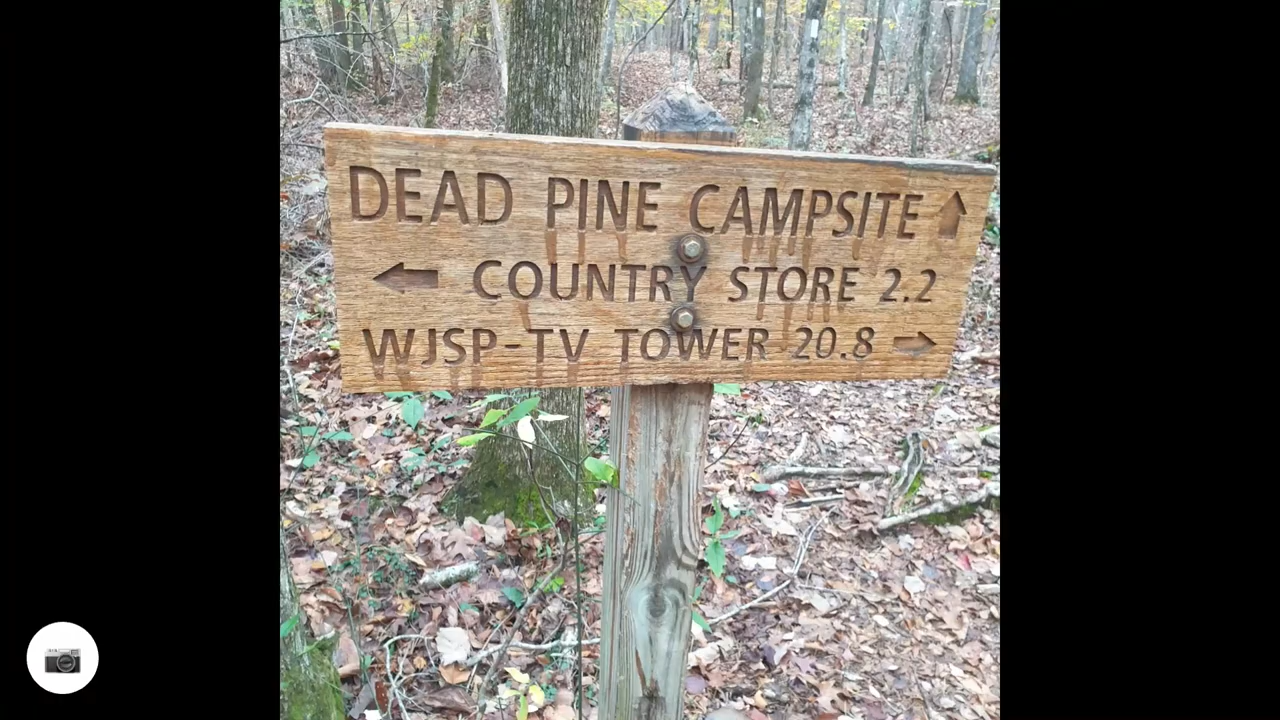 DEAD PINE CAMPSITE ↑
← COUNTRY STORE 2.2
WJSP-TV TOWER 20.8 →